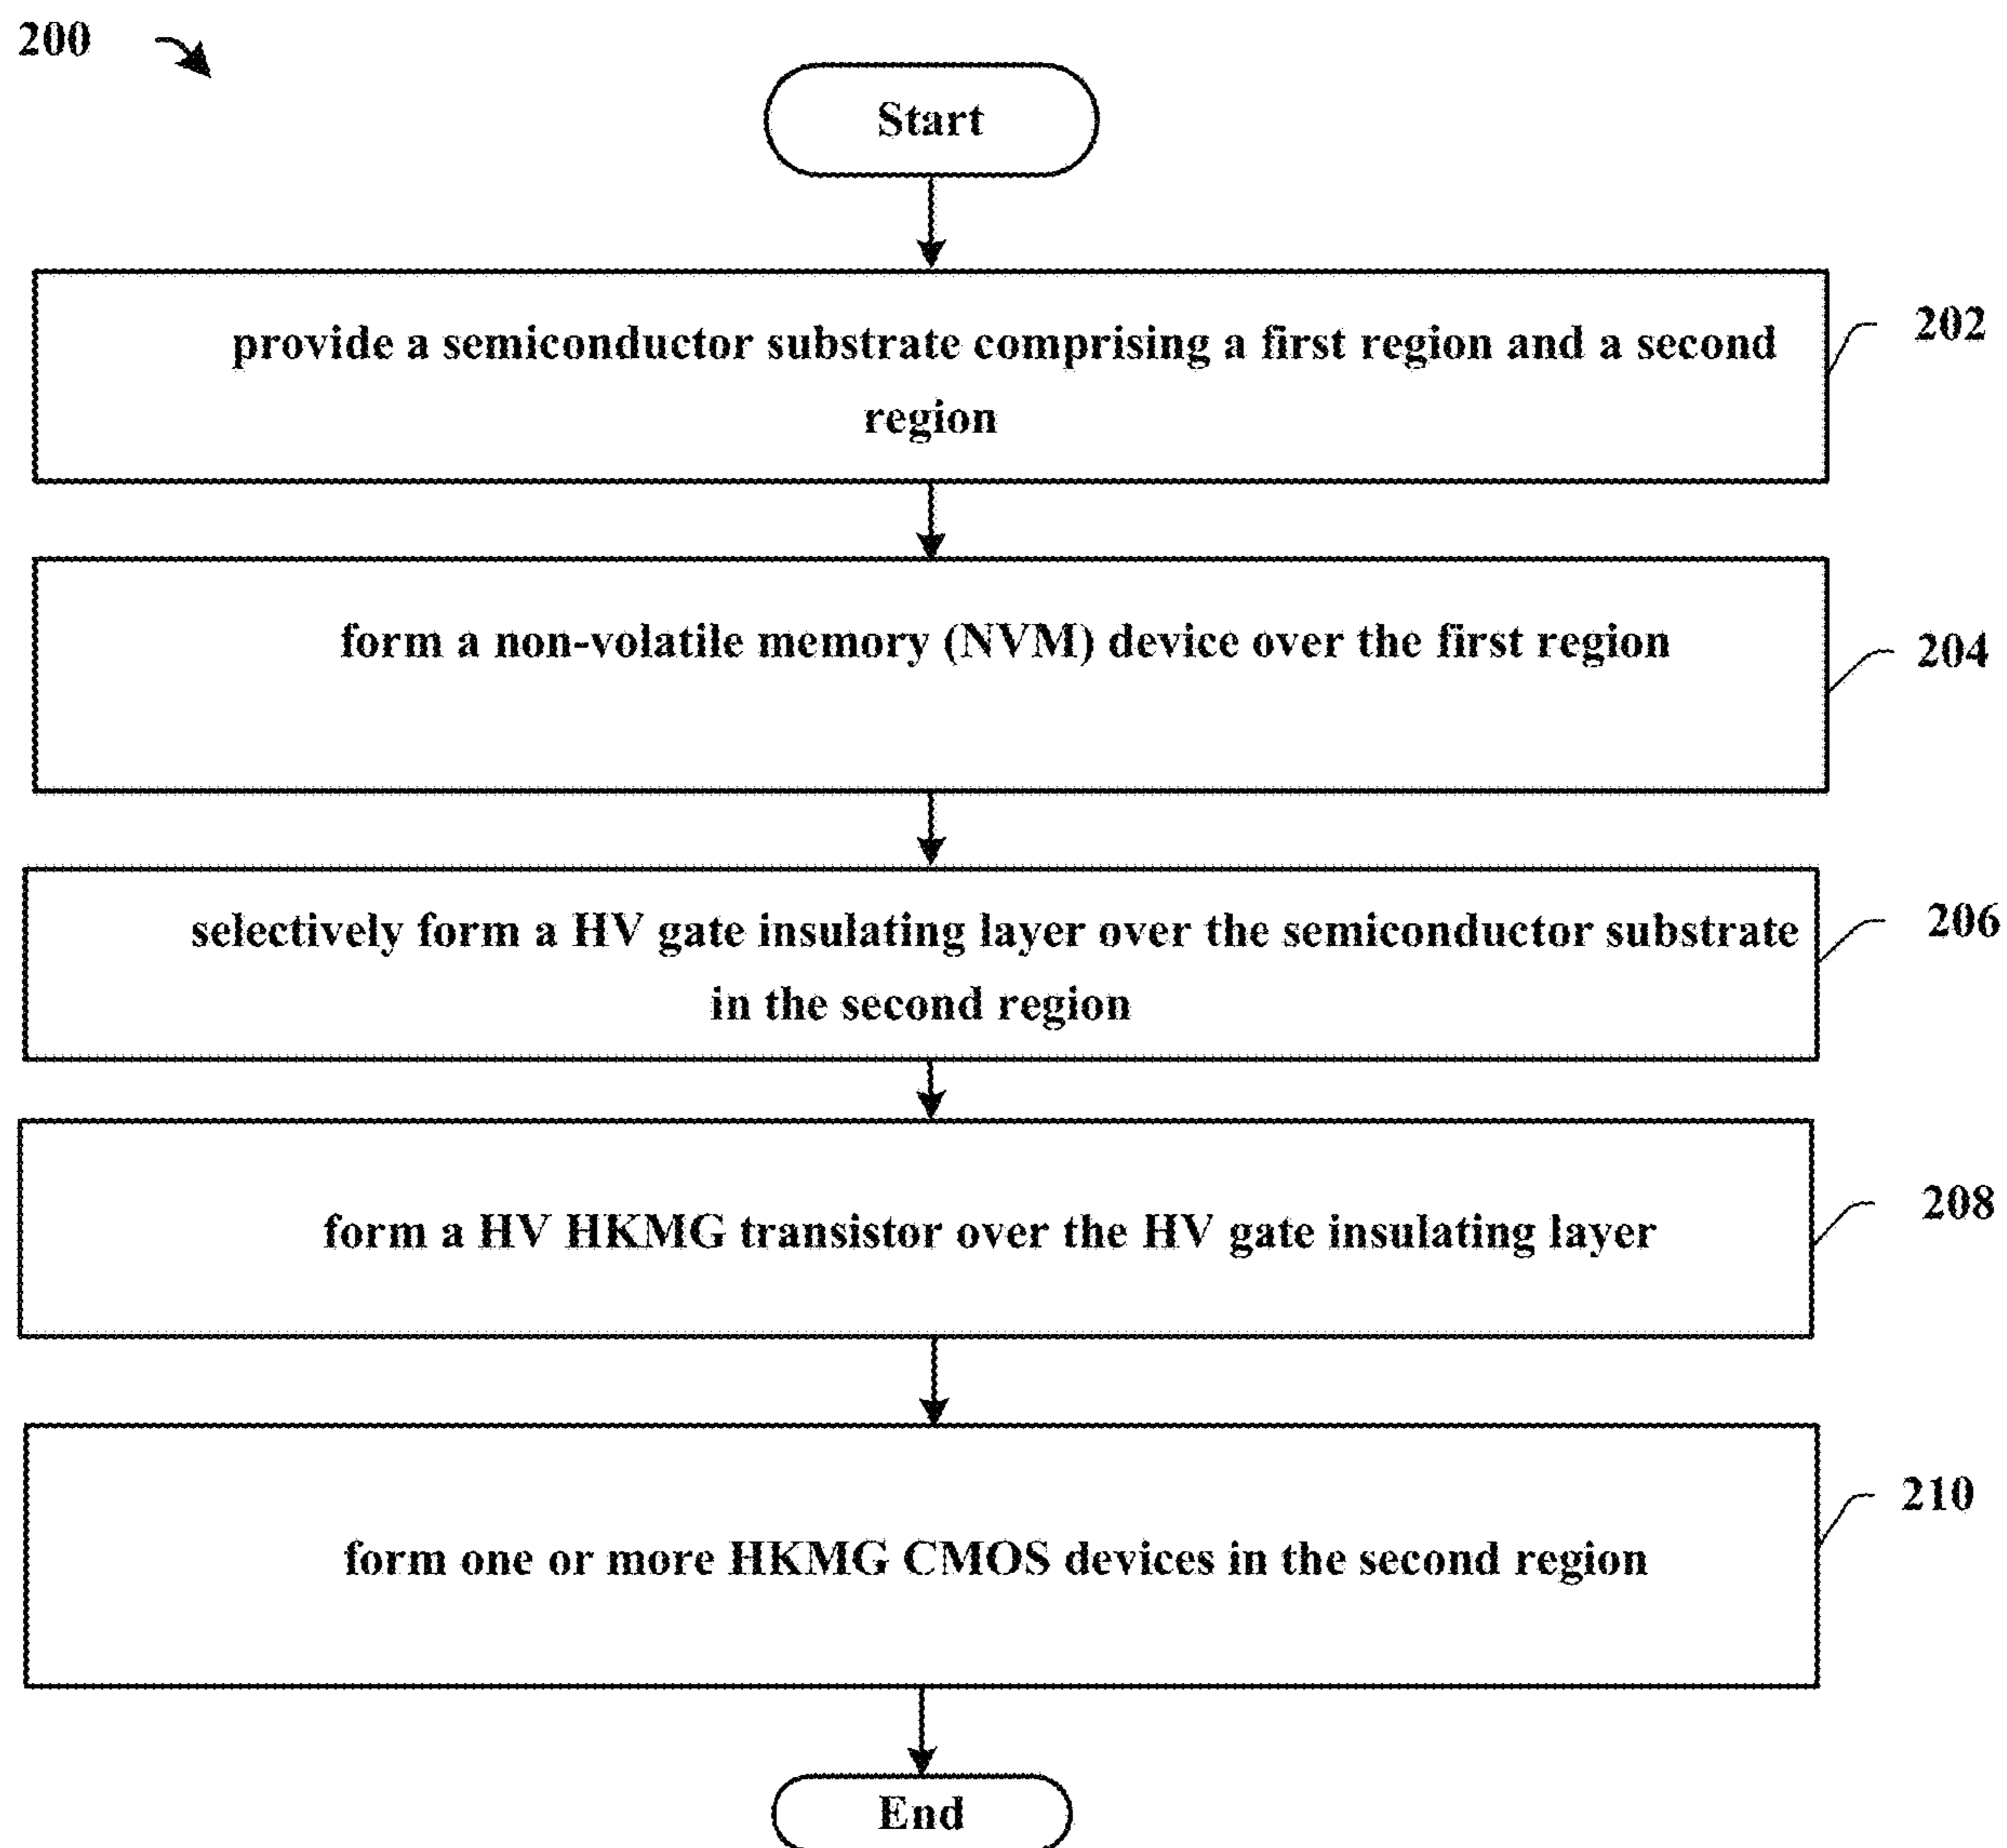 200
Start
provide a semiconductor substrate comprising a first region and a second
region
202
form a non-volatile memory (NVM) device over the first region
204
selectively form a HV gate insulating layer over the semiconductor substrate
in the second region
206
form a HV HKMG transistor over the HV gate insulating layer
208
form one or more HKMG CMOS devices in the second region
210
End